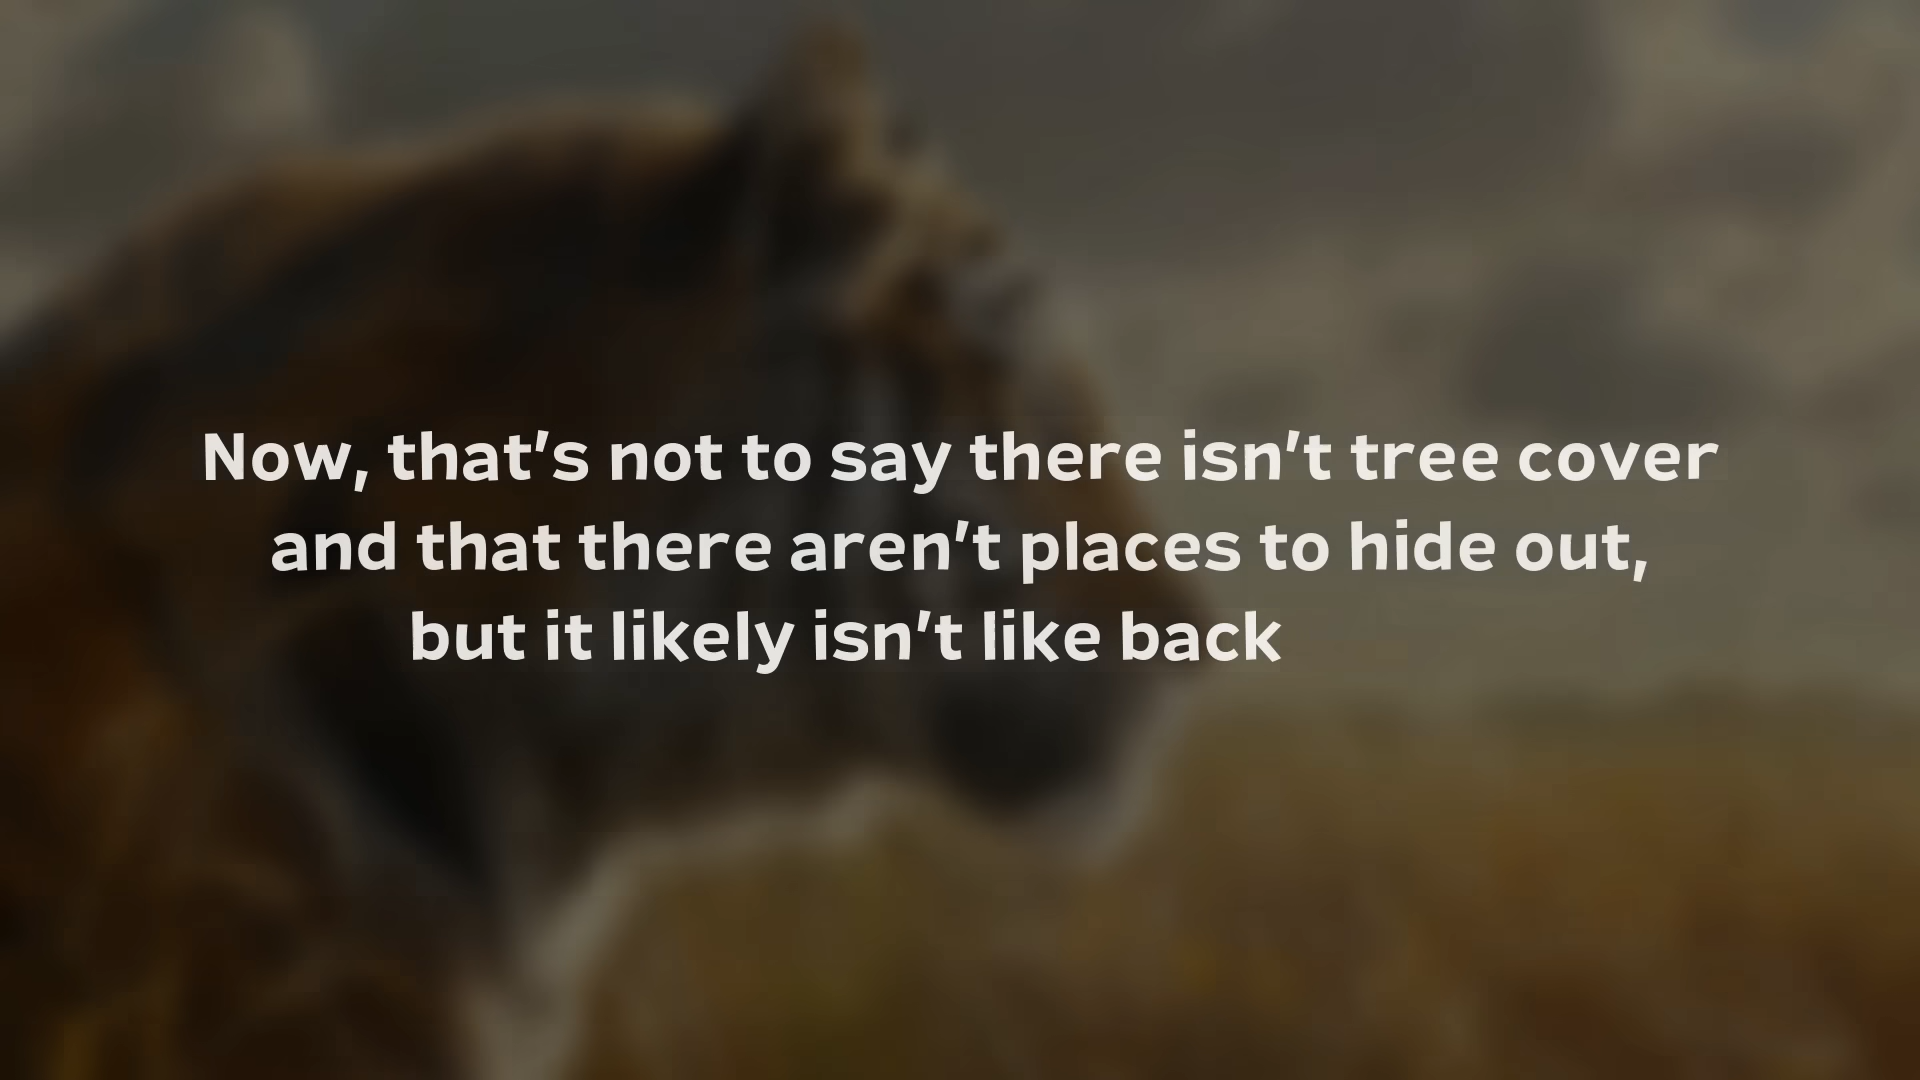 Now, that's not to say there isn't tree cover
and that there aren't places to hide out,
but it likely isn't like back